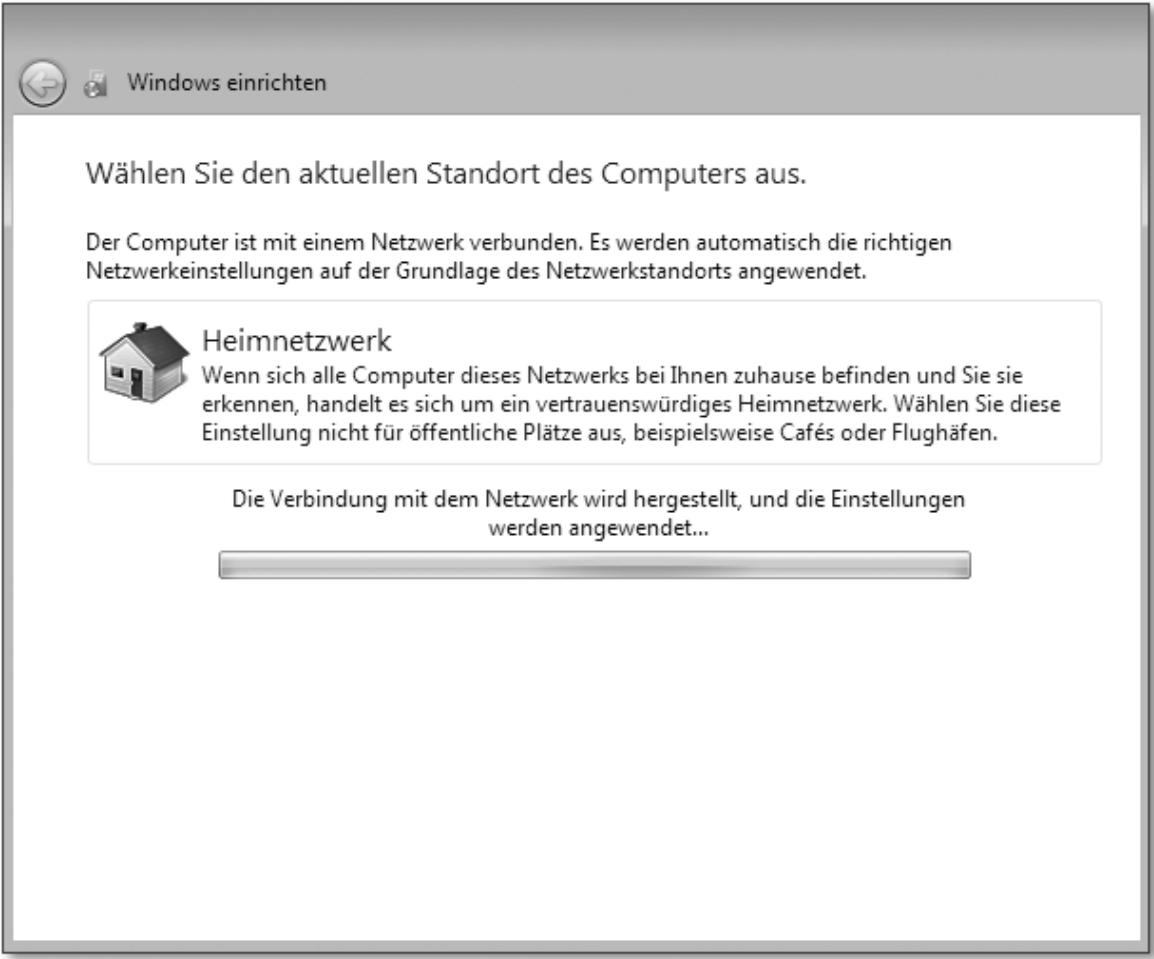 Windows einrichten
Wählen Sie den aktuellen Standort des Computers aus.
Der Computer ist mit einem Netzwerk verbunden. Es werden automatisch die richtigen
Netzwerkeinstellungen auf der Grundlage des Netzwerkstandorts angewendet.
Heimnetzwerk
Wenn sich alle Computer dieses Netzwerks bei Ihnen zuhause befinden und Sie sie
erkennen, handelt es sich um ein vertrauenswürdiges Heimnetzwerk. Wählen Sie diese
Einstellung nicht für öffentliche Plätze aus, beispielsweise Cafés oder Flughäfen.
Die Verbindung mit dem Netzwerk wird hergestellt, und die Einstellungen
werden angewendet...